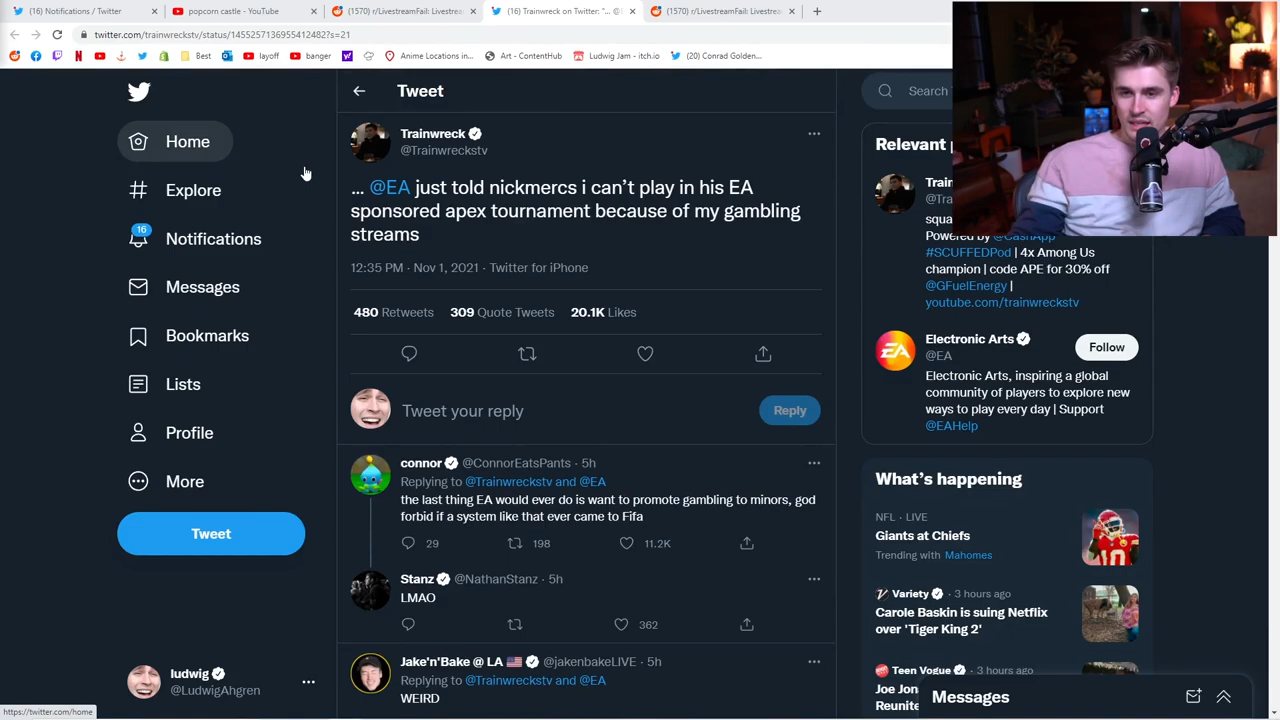 (16) Notifications / Twitter
popcorn castle - YouTube
(1570) r/LivestreamFail: Livestre
(16) Trainwreck on Twitter: "...
(1570) r/LivestreamFail: Livestre
twitter.com/trainwreckstv/status/1455257136955412482?s=21
Best
layoff
banger
Anime Locations in...
Art - ContentHub
Ludwig Jam - itch.io
(20) Conrad Golden...
Tweet
Search
Home
Explore
16
Notifications
Messages
Bookmarks
Lists
Profile
More
Tweet
ludwig
@LudwigAhgren
https://twitter.com/home
Trainwreck
@Trainwreckstv
... @EA just told nickmercs i can't play in his EA
sponsored apex tournament because of my gambling
streams
12:35 PM · Nov 1, 2021 · Twitter for iPhone
480 Retweets 309 Quote Tweets 20.1K Likes
Tweet your reply
Reply
connor @ConnorEatsPants · 5h
Replying to @Trainwreckstv and @EA
the last thing EA would ever do is want to promote gambling to minors, god
forbid if a system like that ever came to Fifa
29 198 11.2K
Stanz @NathanStanz · 5h
LMAO
362
Jake'n'Bake @ LA @jakenbakeLIVE · 5h
Replying to @Trainwreckstv and @EA
WEIRD
Relevant
Powered by @CashApp
#SCUFFEDPod | 4x Among Us
champion | code APE for 30% off
@GFuelEnergy |
youtube.com/trainwreckstv
EA
Electronic Arts
@EA
Follow
Electronic Arts, inspiring a global
community of players to explore new
ways to play every day | Support
@EAHelp
What's happening
NFL · LIVE
Giants at Chiefs
Trending with Mahomes
Variety · 3 hours ago
Carole Baskin is suing Netflix
over 'Tiger King 2'
Teen Vogue · 3 hours ago
Messages